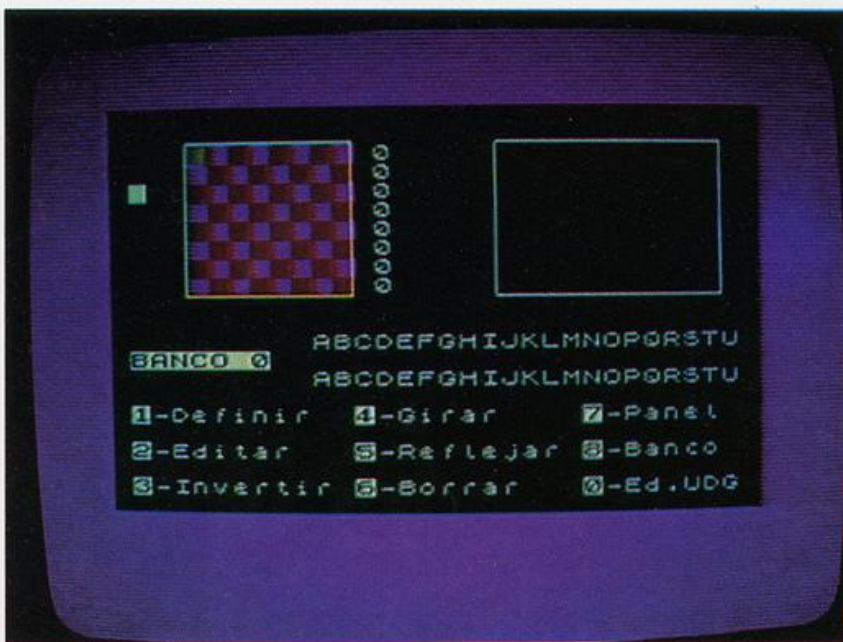 0
0
0
0
0
0
0
0
ABCDEFGHIJKLMNOPQRSTU
BANCO 0
ABCDEFGHIJKLMNOPQRSTU
1-Definir 4-Girar 7-Panel
2-Editar 5-Reflejar 8-Banco
3-Invertir 6-Borrar 0-Ed.UDG